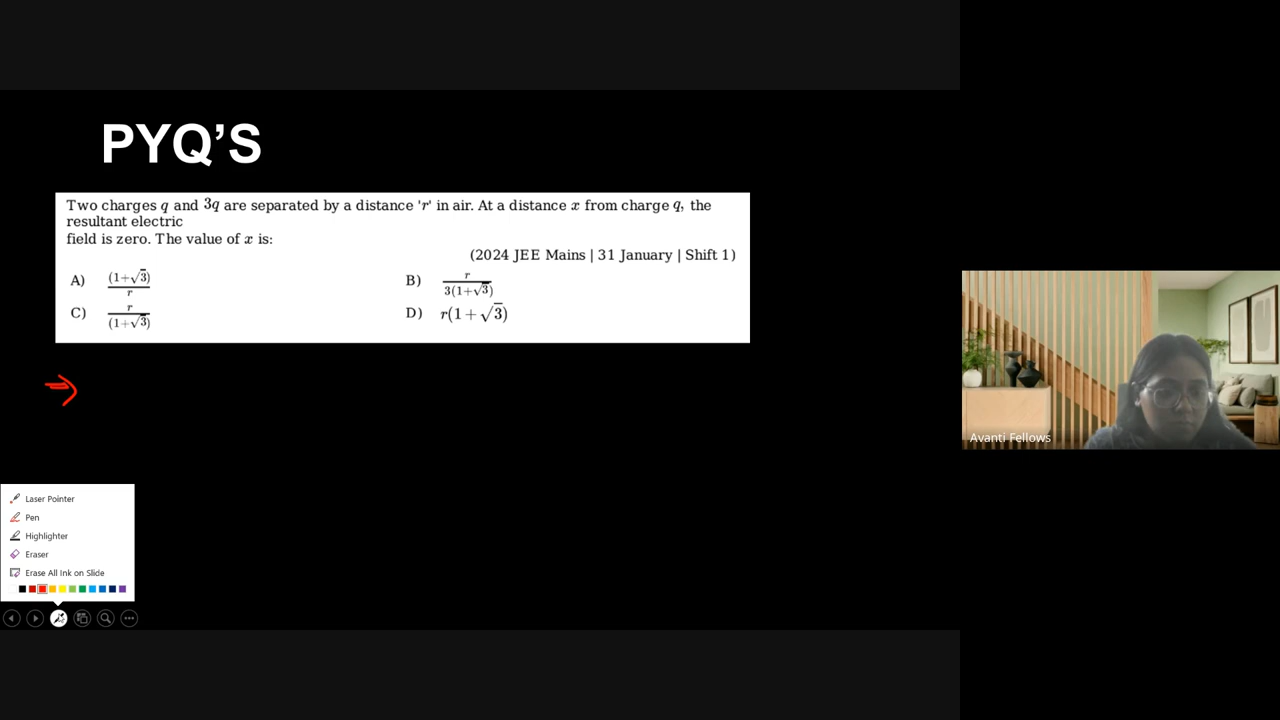 PYQ'S
Two charges q and 3q are separated by a distance 'r' in air. At a distance x from charge q, the
resultant electric
field is zero. The value of x is:
(2024 JEE Mains | 31 January | Shift 1)
A) (1+√3)/r
B) r/3(1+√3)
C) r/(1+√3)
D) r(1 + √3)
Avanti Fellows
Laser Pointer
Pen
Highlighter
Eraser
Erase All Ink on Slide